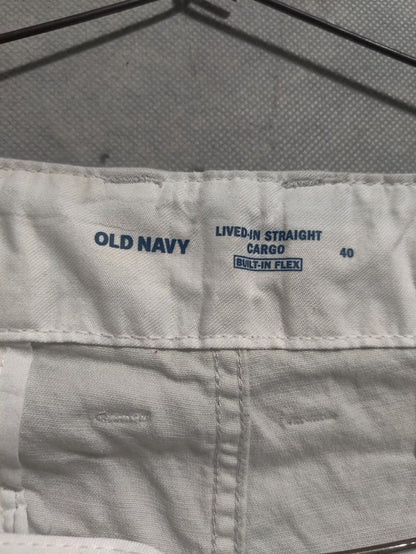 OLD NAVY
LIVED-IN STRAIGHT
CARGO
BUILT-IN FLEX
40